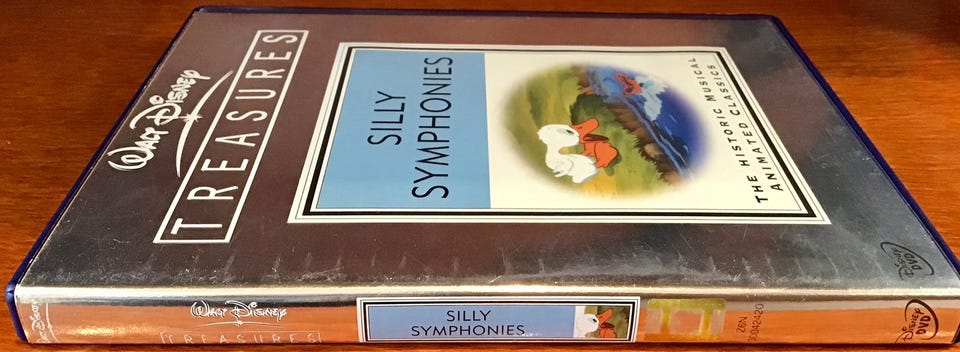 Walt Disney
TREASURES
SILLY
SYMPHONIES
THE HISTORIC MUSICAL
ANIMATED CLASSICS
Disney
DVD
Walt Disney
TREASURES
SILLY
SYMPHONIES
Disney
DVD